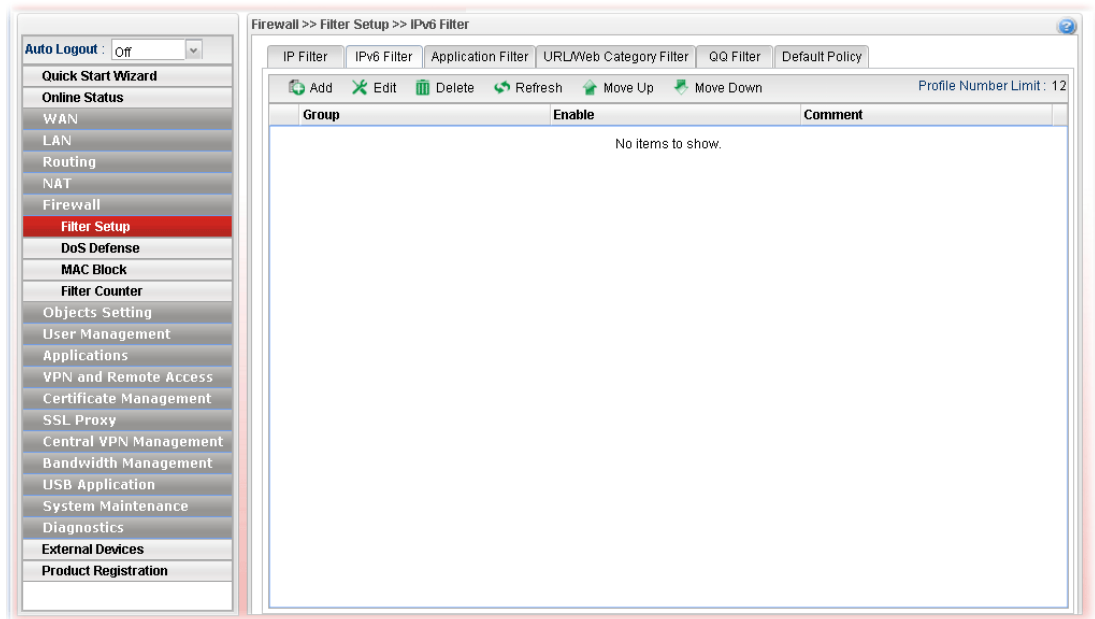 Firewall >> Filter Setup >> IPv6 Filter
Auto Logout : Off
Quick Start Wizard
Online Status
WAN
LAN
Routing
NAT
Firewall
Filter Setup
DoS Defense
MAC Block
Filter Counter
Objects Setting
User Management
Applications
VPN and Remote Access
Certificate Management
SSL Proxy
Central VPN Management
Bandwidth Management
USB Application
System Maintenance
Diagnostics
External Devices
Product Registration
IP Filter IPv6 Filter Application Filter URL/Web Category Filter QQ Filter Default Policy
Add Edit Delete Refresh Move Up Move Down Profile Number Limit : 12
Group Enable Comment
No items to show.